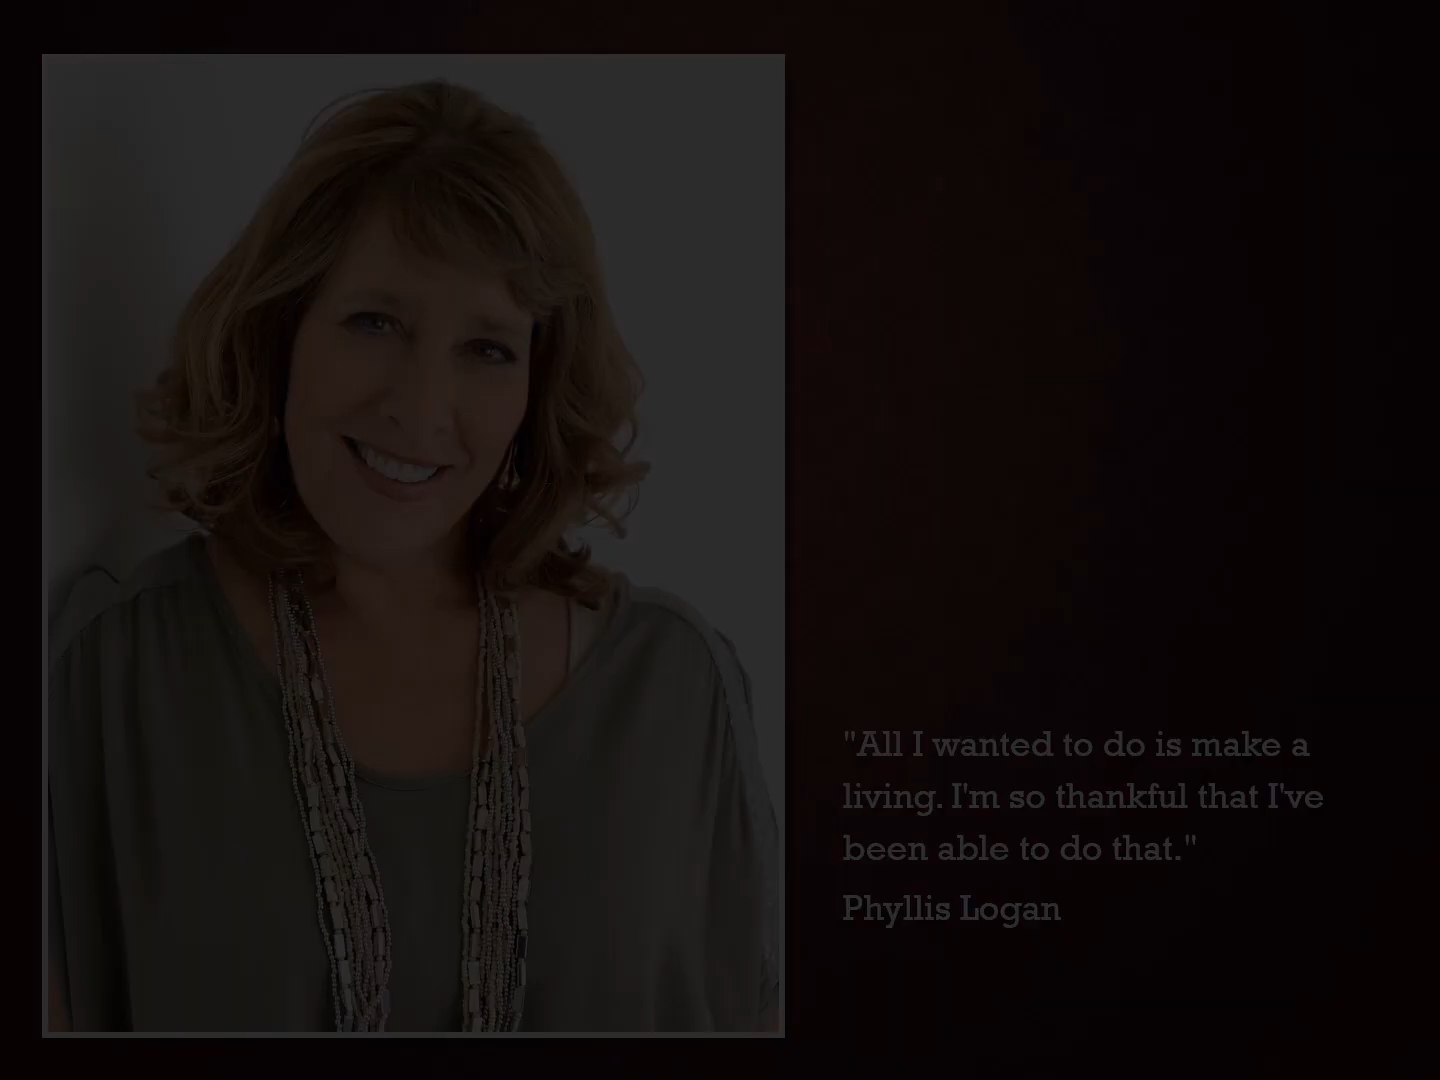 "All I wanted to do is make a
living. I'm so thankful that I've
been able to do that."
Phyllis Logan